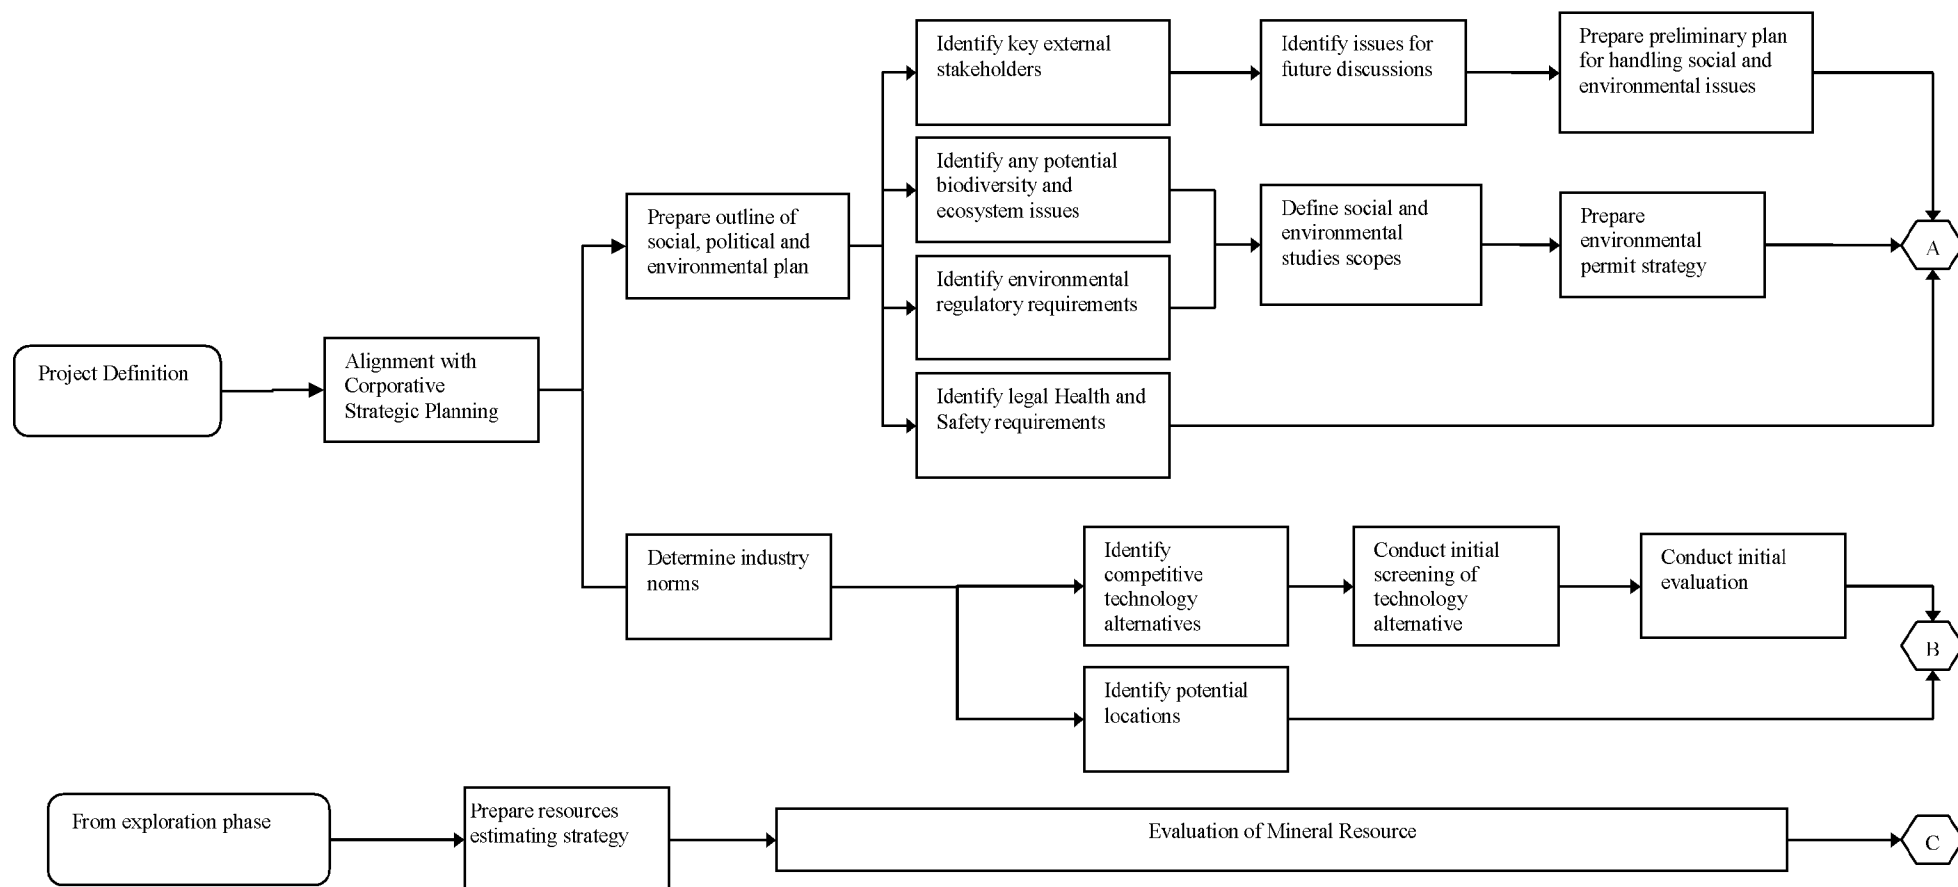 Identify key external
stakeholders
Identify issues for
future discussions
Prepare preliminary plan
for handling social and
environmental issues
Identify any potential
biodiversity and
ecosystem issues
Prepare outline of
social, political and
environmental plan
Define social and
environmental
studies scopes
Prepare
environmental
permit strategy
A
Identify environmental
regulatory requirements
Project Definition
Alignment with
Corporative
Strategic Planning
Identify legal Health and
Safety requirements
Determine industry
norms
Identify
competitive
technology
alternatives
Conduct initial
screening of
technology
alternative
Conduct initial
evaluation
B
Identify potential
locations
From exploration phase
Prepare resources
estimating strategy
Evaluation of Mineral Resource
C